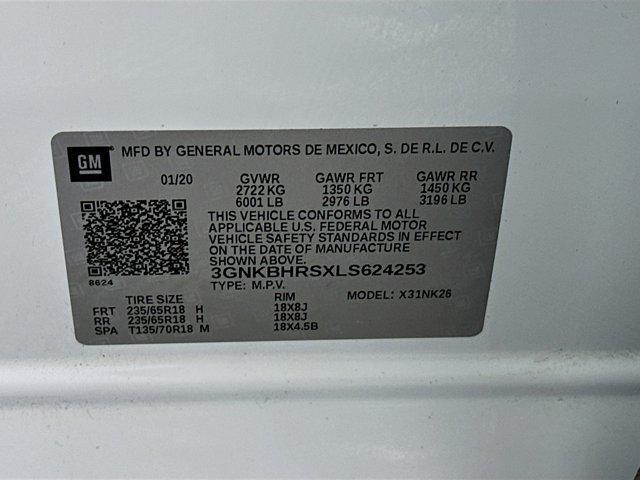 GM
MFD BY GENERAL MOTORS DE MEXICO, S. DE R.L. DE C.V.
01/20 GVWR GAWR FRT GAWR RR
2722 KG 1350 KG 1450 KG
6001 LB 2976 LB 3196 LB
THIS VEHICLE CONFORMS TO ALL
APPLICABLE U.S. FEDERAL MOTOR
VEHICLE SAFETY STANDARDS IN EFFECT
ON THE DATE OF MANUFACTURE
SHOWN ABOVE.
8624
3GNKBHRSXLS624253
TYPE: M.P.V. MODEL: X31NK26
TIRE SIZE RIM
FRT 235/65R18 H 18X8J
RR 235/65R18 H 18X8J
SPA T135/70R18 M 18X4.5B